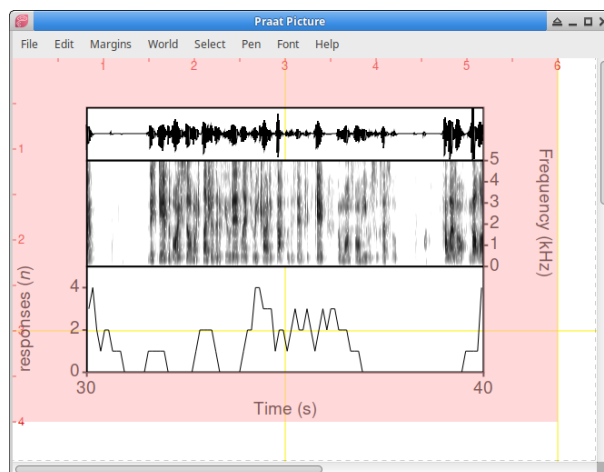 Praat Picture
File Edit Margins World Select Pen Font Help
1 2 3 4 5 6
1
2
3
4
5
4
3
2
1
0
Frequency (kHz)
responses (n)
4
2
0
30 40
Time (s)